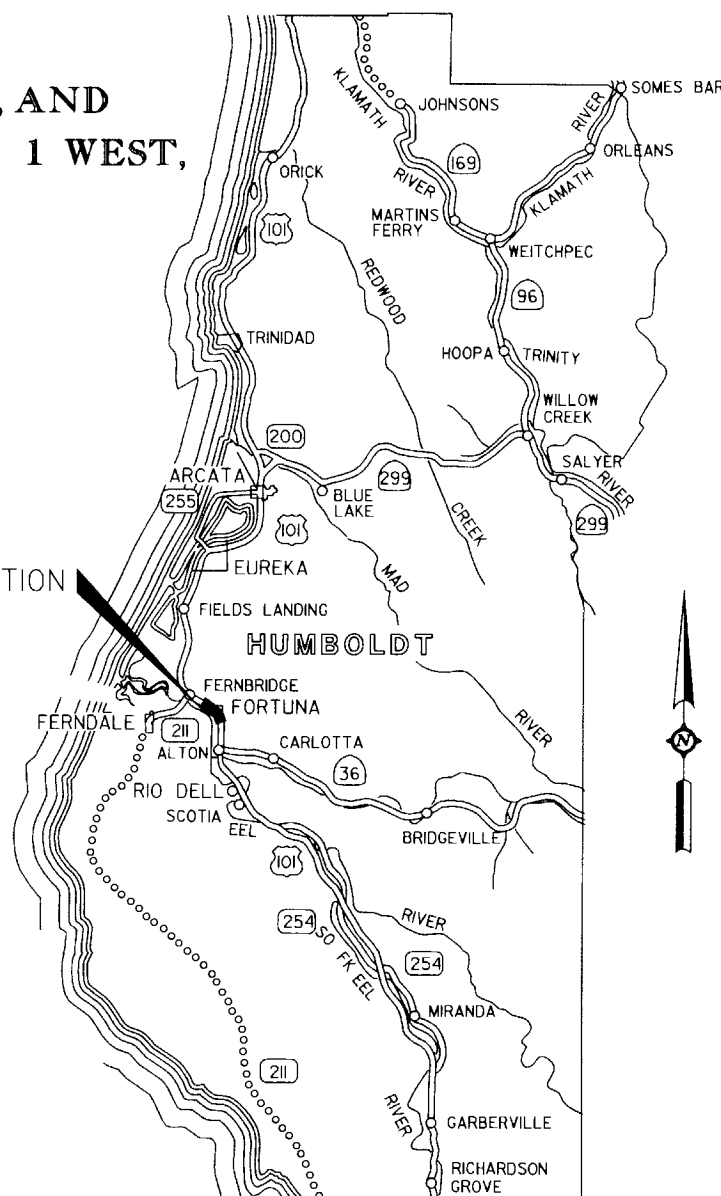 , AND
1 WEST,
SOMES BAR
KLAMATH
JOHNSONS
RIVER
ORLEANS
ORICK
169
RIVER
KLAMATH
MARTINS
FERRY
101
WEITCHPEC
REDWOOD
96
TRINIDAD
HOOPA
TRINITY
WILLOW
CREEK
200
ARCATA
SALYER
299
255
BLUE
LAKE
RIVER
101
CREEK
299
EUREKA
MAD
TION
FIELDS LANDING
HUMBOLDT
FERNBRIDGE
FORTUNA
N
FERNDALE
211
RIVER
ALTON
CARLOTTA
36
RIO DELL
SCOTIA
EEL
BRIDGEVILLE
101
254
SO FK EEL
RIVER
254
MIRANDA
211
RIVER
GARBERVILLE
RICHARDSON
GROVE